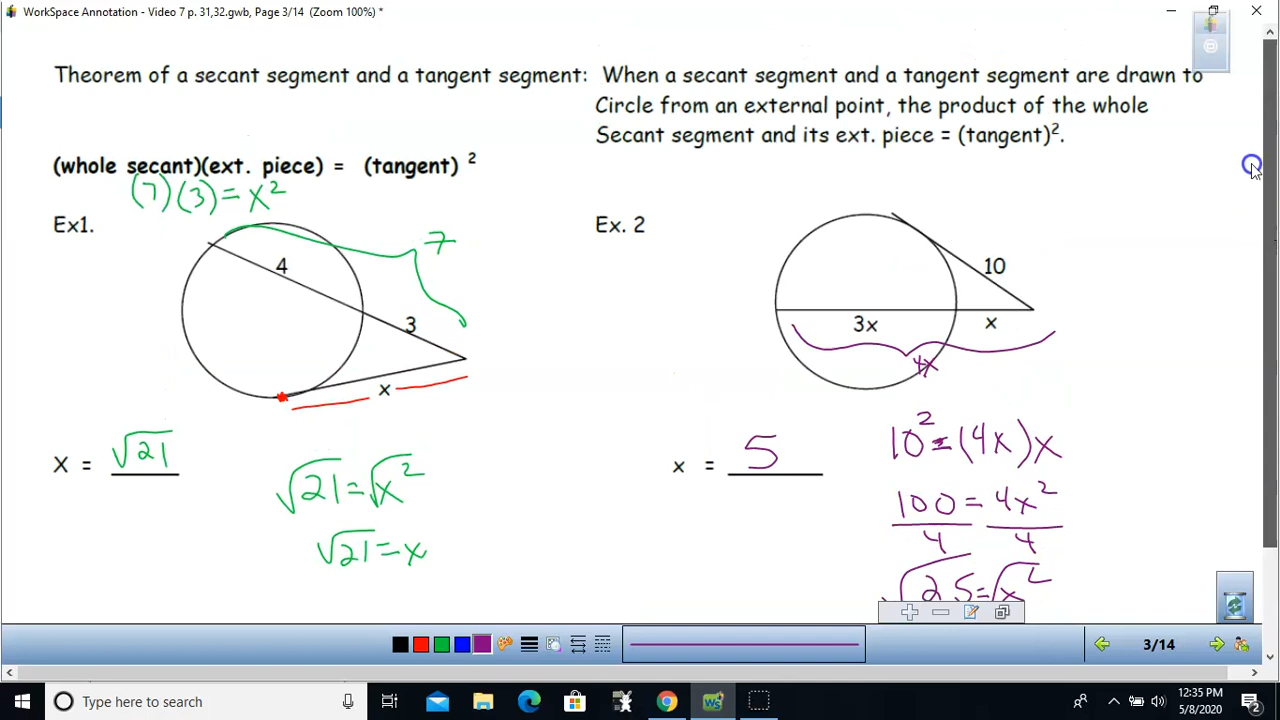 WorkSpace Annotation - Video 7 p. 31,32.gwb, Page 3/14 (Zoom 100%) *
Theorem of a secant segment and a tangent segment: When a secant segment and a tangent segment are drawn to
Circle from an external point, the product of the whole
Secant segment and its ext. piece = (tangent)².
(whole secant)(ext. piece) = (tangent) ²
(7)(3) = x²
Ex1.
7
4
3
x
X = √21
√21 = √x²
√21 = x
Ex. 2
10
3x
x
4x
x = 5
10² = (4x)x
100 = 4x²
4 4
√25 = √x²
3/14
Type here to search
12:35 PM
5/8/2020
2